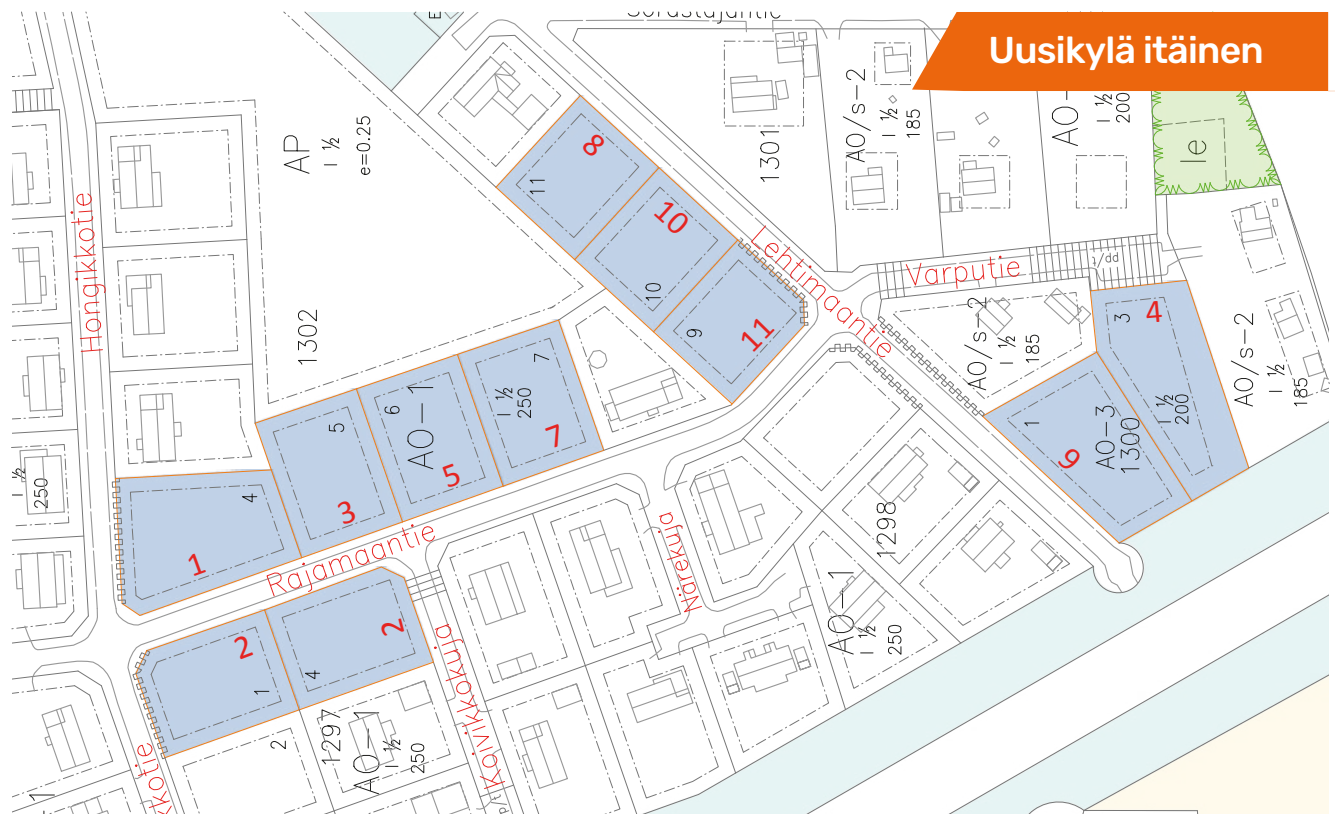 Uusikylä itäinen
Sorastajantie
AP
I ½
e=0.25
1301
AO/s-2
I ½
185
AO-
I ½
200
le
8
11
10
10
Lehtimaantie
11
9
Varputie
pp/t
AO/s-2
I ½
185
3
4
I ½
200
AO/s-2
I ½
185
1
9
AO-3
1300
Hongikkotie
1302
I ½
250
4
1
5
3
6
AO-1
5
7
I ½
250
7
Rajamaantie
Närekuja
1298
AO-1
I ½
250
2
1
2
4
Koivikkokuja
2
1297
AO-1
I ½
250
kkotie
1